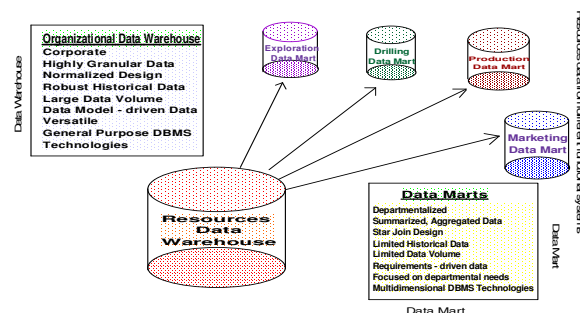 Organizational Data Warehouse
Corporate
Highly Granular Data
Normalized Design
Robust Historical Data
Large Data Volume
Data Model - driven Data
Versatile
General Purpose DBMS
Technologies
Data Warehouse
Exploration
Data Mart
Drilling
Data Mart
Production
Data Mart
Marketing
Data Mart
Resources
Data
Warehouse
Data Marts
Departmentalized
Summarized, Aggregated Data
Star Join Design
Limited Historical Data
Limited Data Volume
Requirements - driven data
Focused on departmental needs
Multidimensional DBMS Technologies
Data Mart
Data Mart